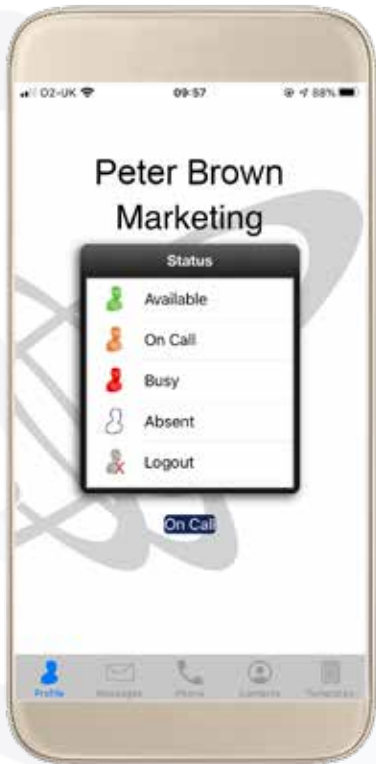 O2-UK 09:57 88%
Peter Brown
Marketing
Status
Available
On Call
Busy
Absent
Logout
On Call
Profile Messages Phone Contacts Templates